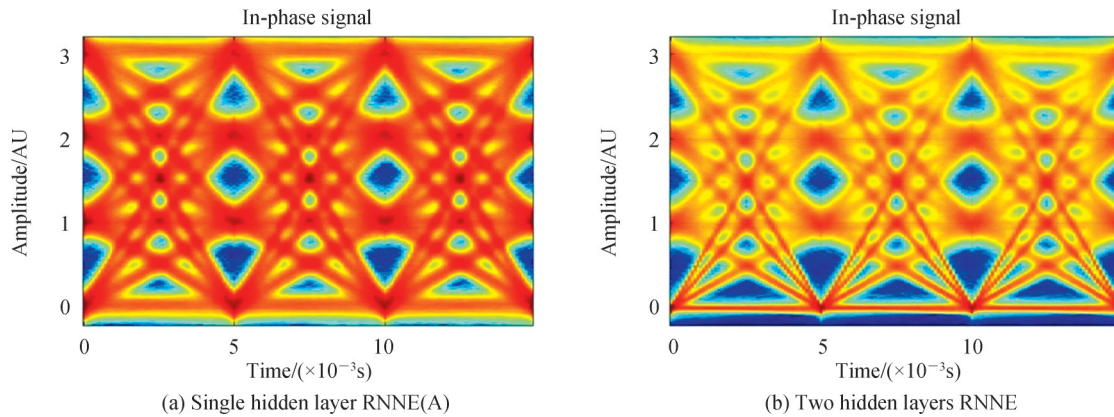 In-phase signal
3
2
1
0
Amplitude/AU
0 5 10
Time/(×10⁻³s)
(a) Single hidden layer RNNE(A)
In-phase signal
3
2
1
0
Amplitude/AU
0 5 10
Time/(×10⁻³s)
(b) Two hidden layers RNNE